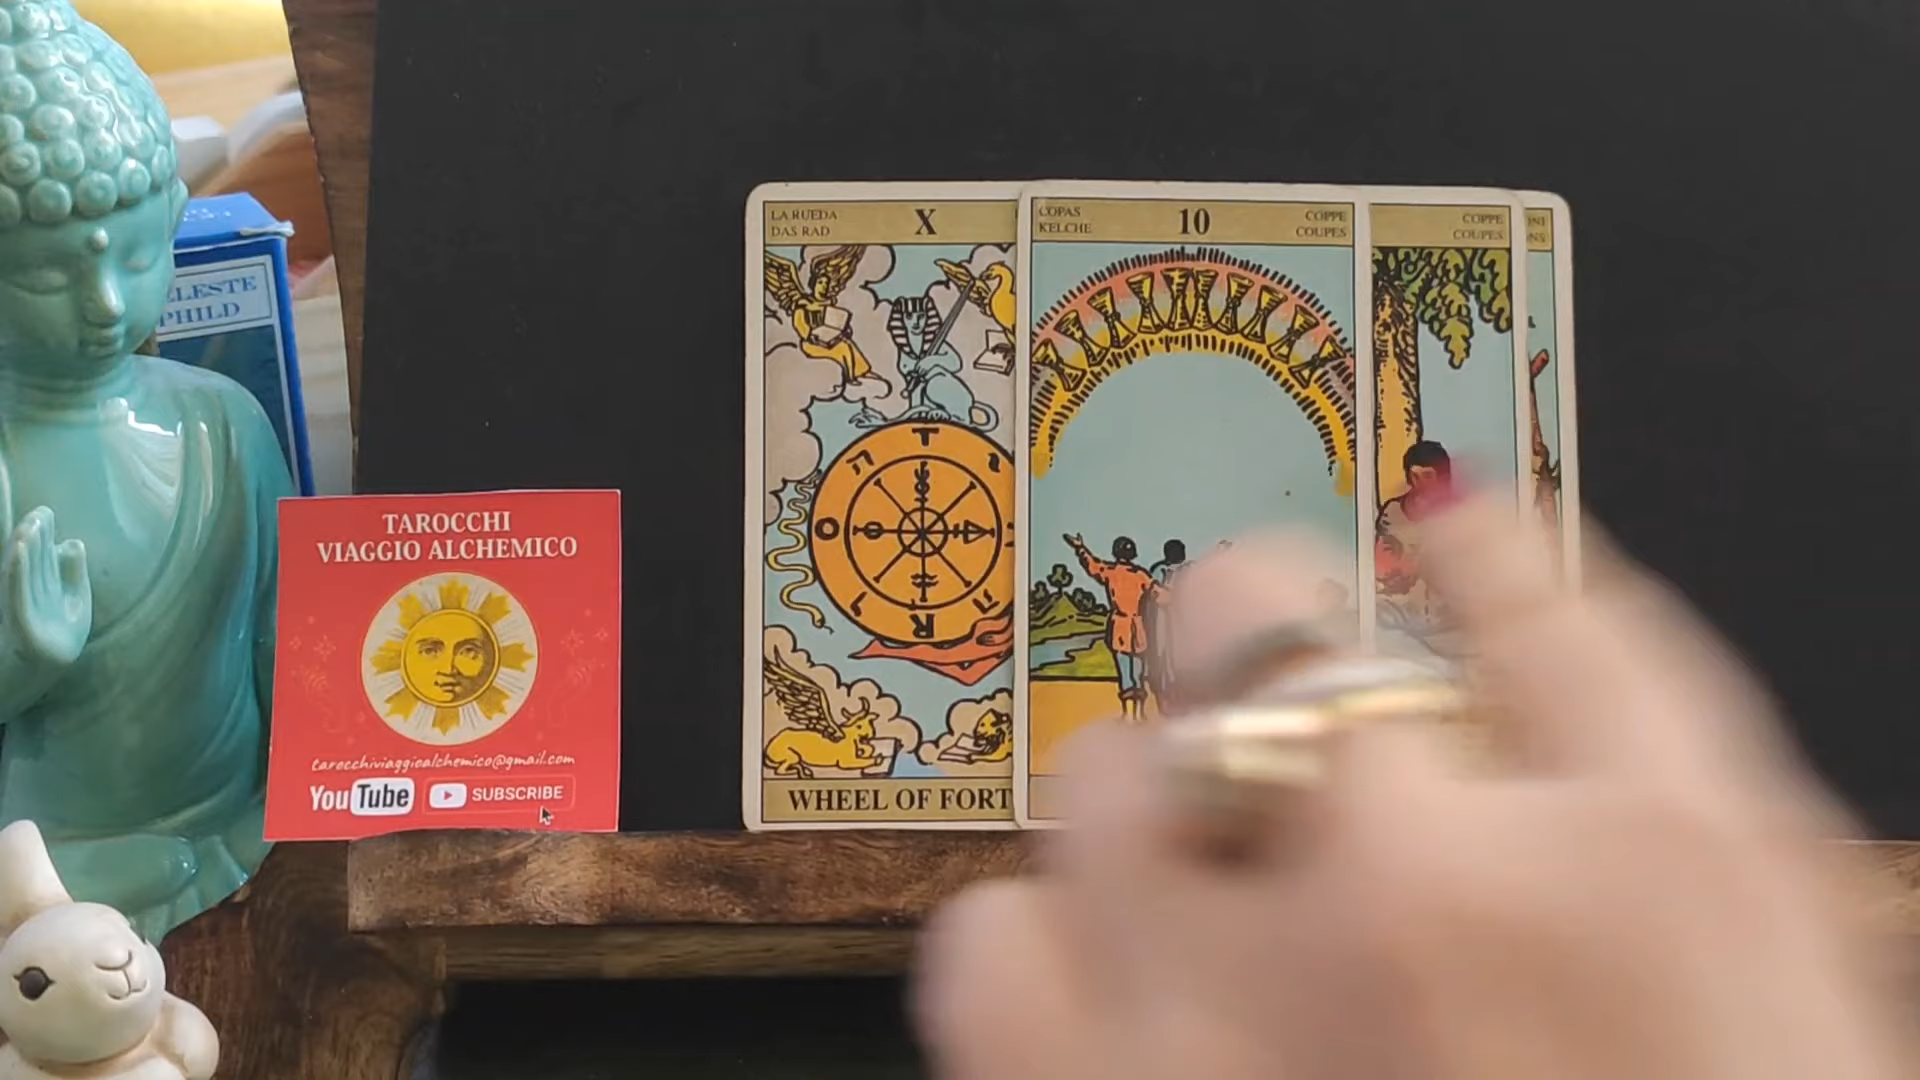 LA RUEDA
DAS RAD
X
COPAS
KELCHE
10
COPPE
COUPES
COPPE
COUPES
ELESTE
PHILD
TAROCCHI
VIAGGIO ALCHEMICO
tarocchiviaggioalchemico@gmail.com
YouTube
SUBSCRIBE
T
O
R
WHEEL OF FORT